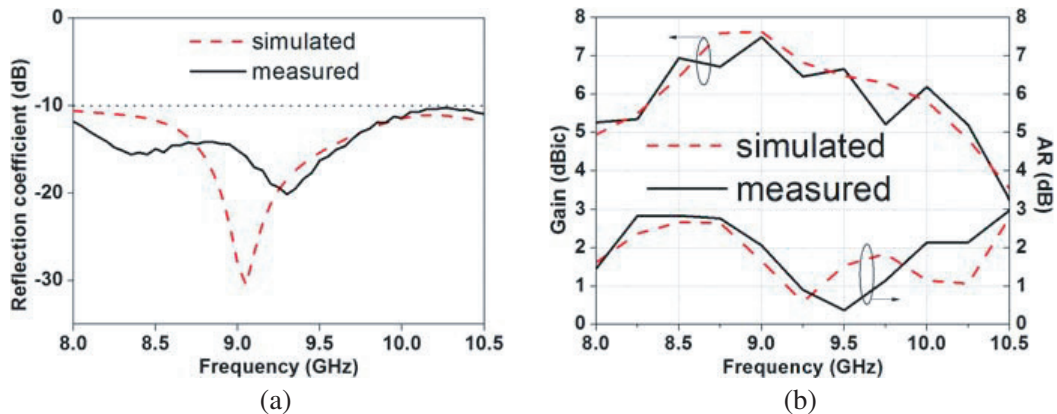 0
-10
-20
-30
Reflection coefficient (dB)
simulated
measured
8.0 8.5 9.0 9.5 10.0 10.5
Frequency (GHz)
(a)
8
7
6
5
4
3
2
1
0
Gain (dBic)
simulated
measured
8
7
6
5
4
3
2
1
0
AR (dB)
8.0 8.5 9.0 9.5 10.0 10.5
Frequency (GHz)
(b)